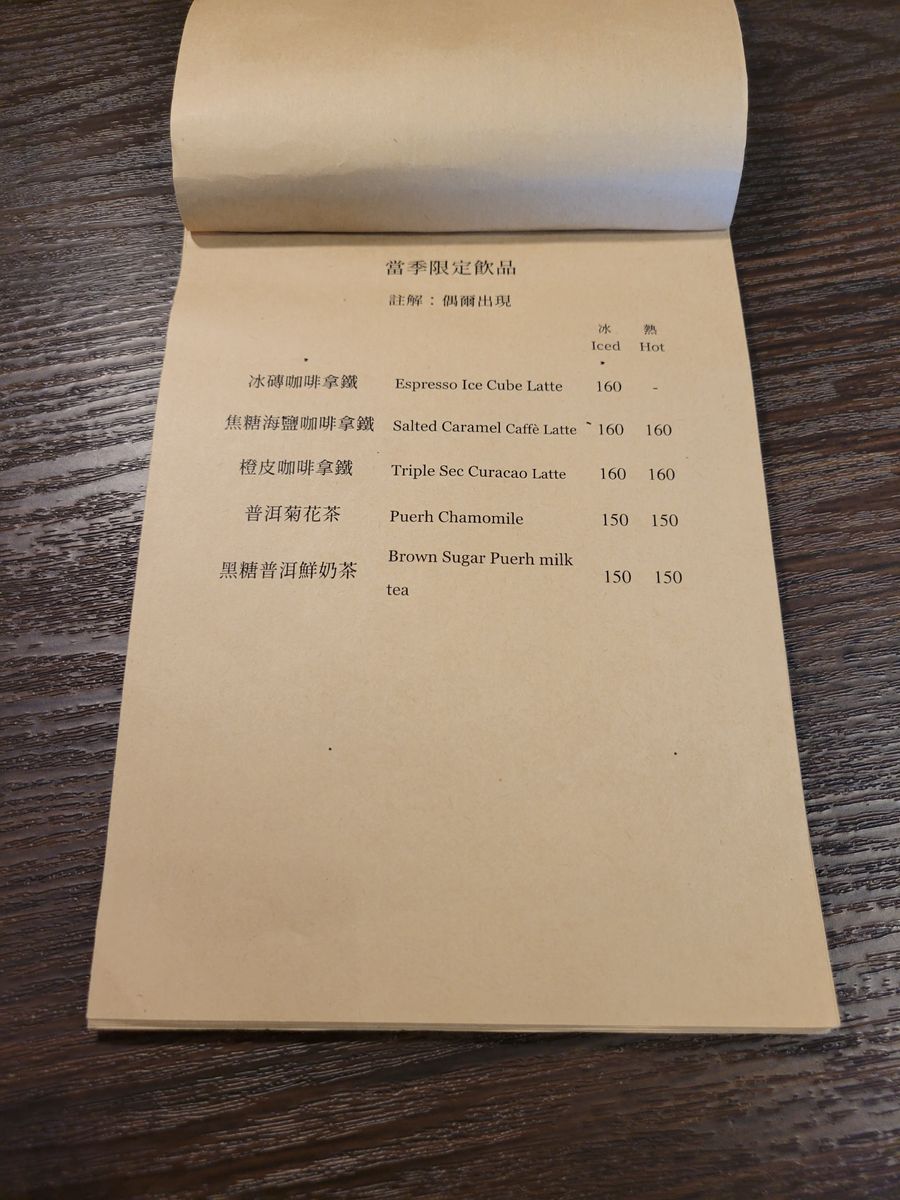 當季限定飲品
註解：偶爾出現
冰 熱
Iced Hot
冰磚咖啡拿鐵 Espresso Ice Cube Latte 160 -
焦糖海鹽咖啡拿鐵 Salted Caramel Caffè Latte 160 160
橙皮咖啡拿鐵 Triple Sec Curacao Latte 160 160
普洱菊花茶 Puerh Chamomile 150 150
黑糖普洱鮮奶茶 Brown Sugar Puerh milk 150 150
tea